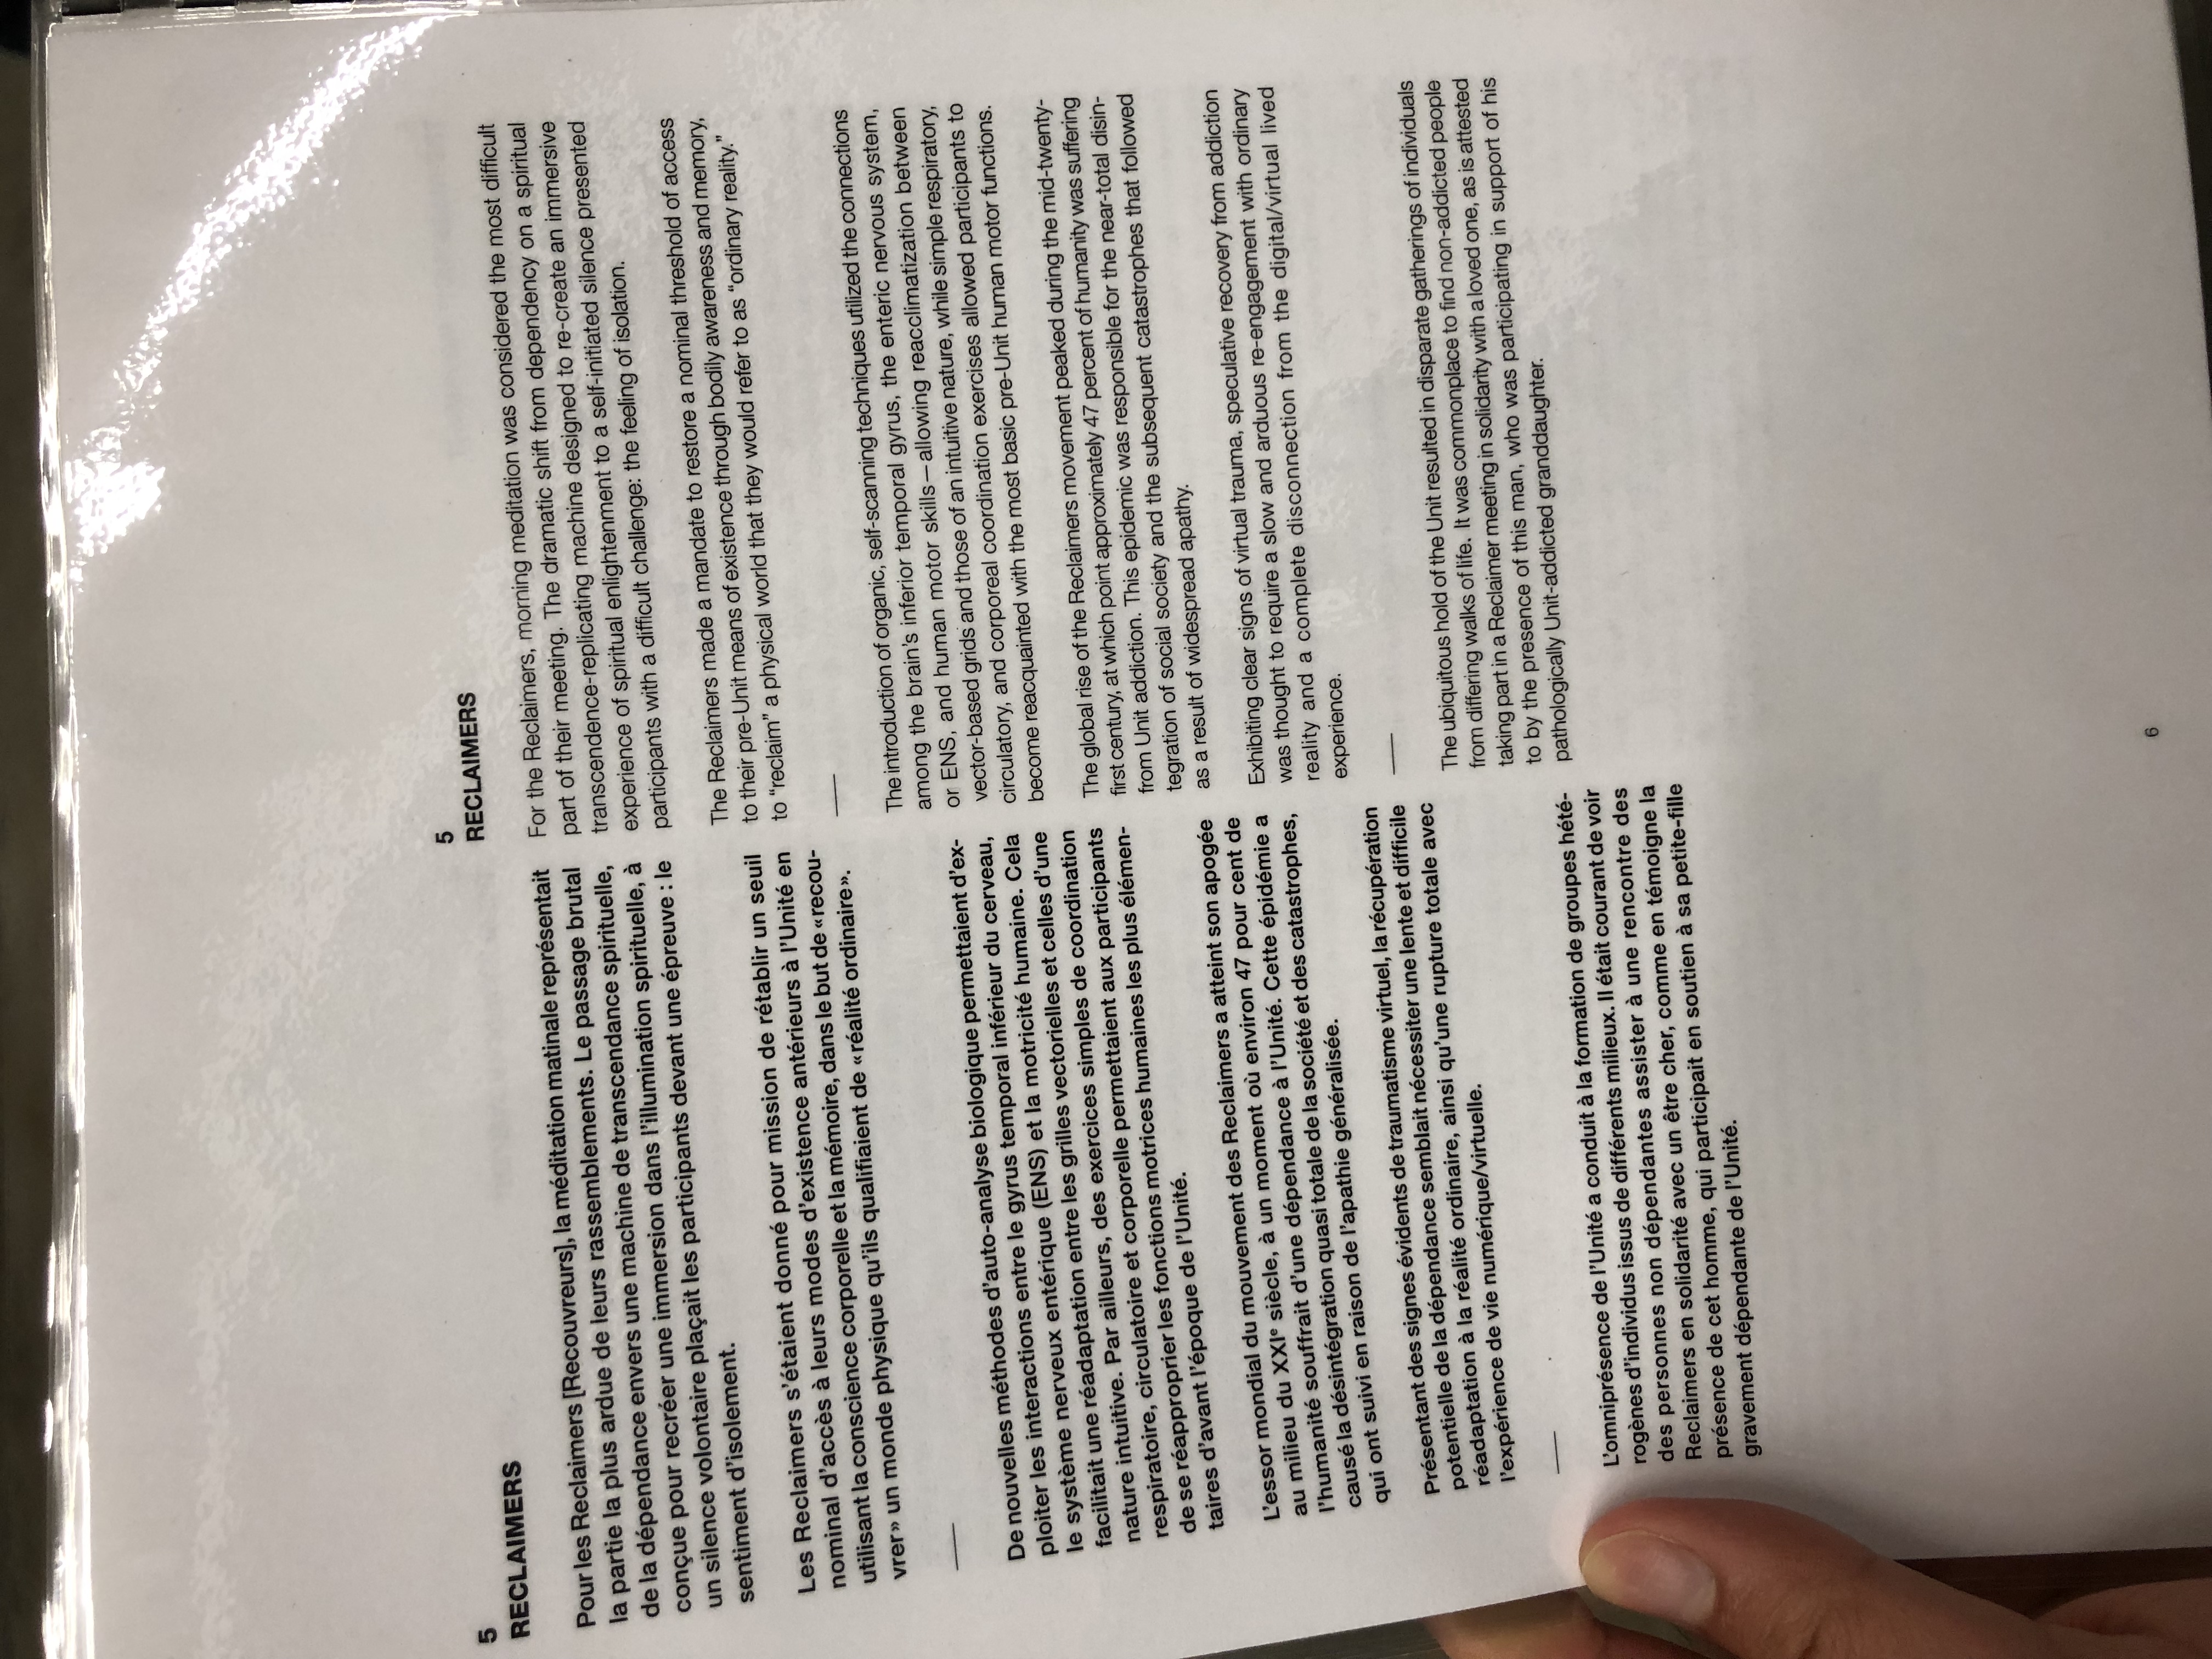 5
RECLAIMERS
Pour les Reclaimers [Recouvreurs], la méditation matinale représentait
la partie la plus ardue de leurs rassemblements. Le passage brutal
de la dépendance envers une machine de transcendance spirituelle,
conçue pour recréer une immersion dans l’illumination spirituelle, à
un silence volontaire plaçait les participants devant une épreuve : le
sentiment d’isolement.
Les Reclaimers s’étaient donné pour mission de rétablir un seuil
nominal d’accès à leurs modes d’existence antérieurs à l’Unité en
utilisant la conscience corporelle et la mémoire, dans le but de «recou-
vrer» un monde physique qu’ils qualifiaient de «réalité ordinaire».
De nouvelles méthodes d’auto-analyse biologique permettaient d’ex-
ploiter les interactions entre le gyrus temporal inférieur du cerveau,
le système nerveux entérique (ENS) et la motricité humaine. Cela
facilitait une réadaptation entre les grilles vectorielles et celles d’une
nature intuitive. Par ailleurs, des exercices simples de coordination
respiratoire, circulatoire et corporelle permettaient aux participants
de se réapproprier les fonctions motrices humaines les plus élémen-
taires d’avant l’époque de l’Unité.
L’essor mondial du mouvement des Reclaimers a atteint son apogée
au milieu du XXIe siècle, à un moment où environ 47 pour cent de
l’humanité souffrait d’une dépendance à l’Unité. Cette épidémie a
causé la désintégration quasi totale de la société et des catastrophes,
qui ont suivi en raison de l’apathie généralisée.
Présentant des signes évidents de traumatisme virtuel, la récupération
potentielle de la dépendance semblait nécessiter une lente et difficile
réadaptation à la réalité ordinaire, ainsi qu’une rupture totale avec
l’expérience de vie numérique/virtuelle.
L’omniprésence de l’Unité a conduit à la formation de groupes hété-
rogènes d’individus issus de différents milieux. Il était courant de voir
des personnes non dépendantes assister à une rencontre des
Reclaimers en solidarité avec un être cher, comme en témoigne la
présence de cet homme, qui participait en soutien à sa petite-fille
gravement dépendante de l’Unité.
5
RECLAIMERS
For the Reclaimers, morning meditation was considered the most difficult
part of their meeting. The dramatic shift from dependency on a spiritual
transcendence-replicating machine designed to re-create an immersive
experience of spiritual enlightenment to a self-initiated silence presented
participants with a difficult challenge: the feeling of isolation.
The Reclaimers made a mandate to restore a nominal threshold of access
to their pre-Unit means of existence through bodily awareness and memory,
to “reclaim” a physical world that they would refer to as “ordinary reality.”
The introduction of organic, self-scanning techniques utilized the connections
among the brain’s inferior temporal gyrus, the enteric nervous system,
or ENS, and human motor skills—allowing reacclimatization between
vector-based grids and those of an intuitive nature, while simple respiratory,
circulatory, and corporeal coordination exercises allowed participants to
become reacquainted with the most basic pre-Unit human motor functions.
The global rise of the Reclaimers movement peaked during the mid-twenty-
first century, at which point approximately 47 percent of humanity was suffering
from Unit addiction. This epidemic was responsible for the near-total disin-
tegration of social society and the subsequent catastrophes that followed
as a result of widespread apathy.
Exhibiting clear signs of virtual trauma, speculative recovery from addiction
was thought to require a slow and arduous re-engagement with ordinary
reality and a complete disconnection from the digital/virtual lived
experience.
The ubiquitous hold of the Unit resulted in disparate gatherings of individuals
from differing walks of life. It was commonplace to find non-addicted people
taking part in a Reclaimer meeting in solidarity with a loved one, as is attested
to by the presence of this man, who was participating in support of his
pathologically Unit-addicted granddaughter.
6